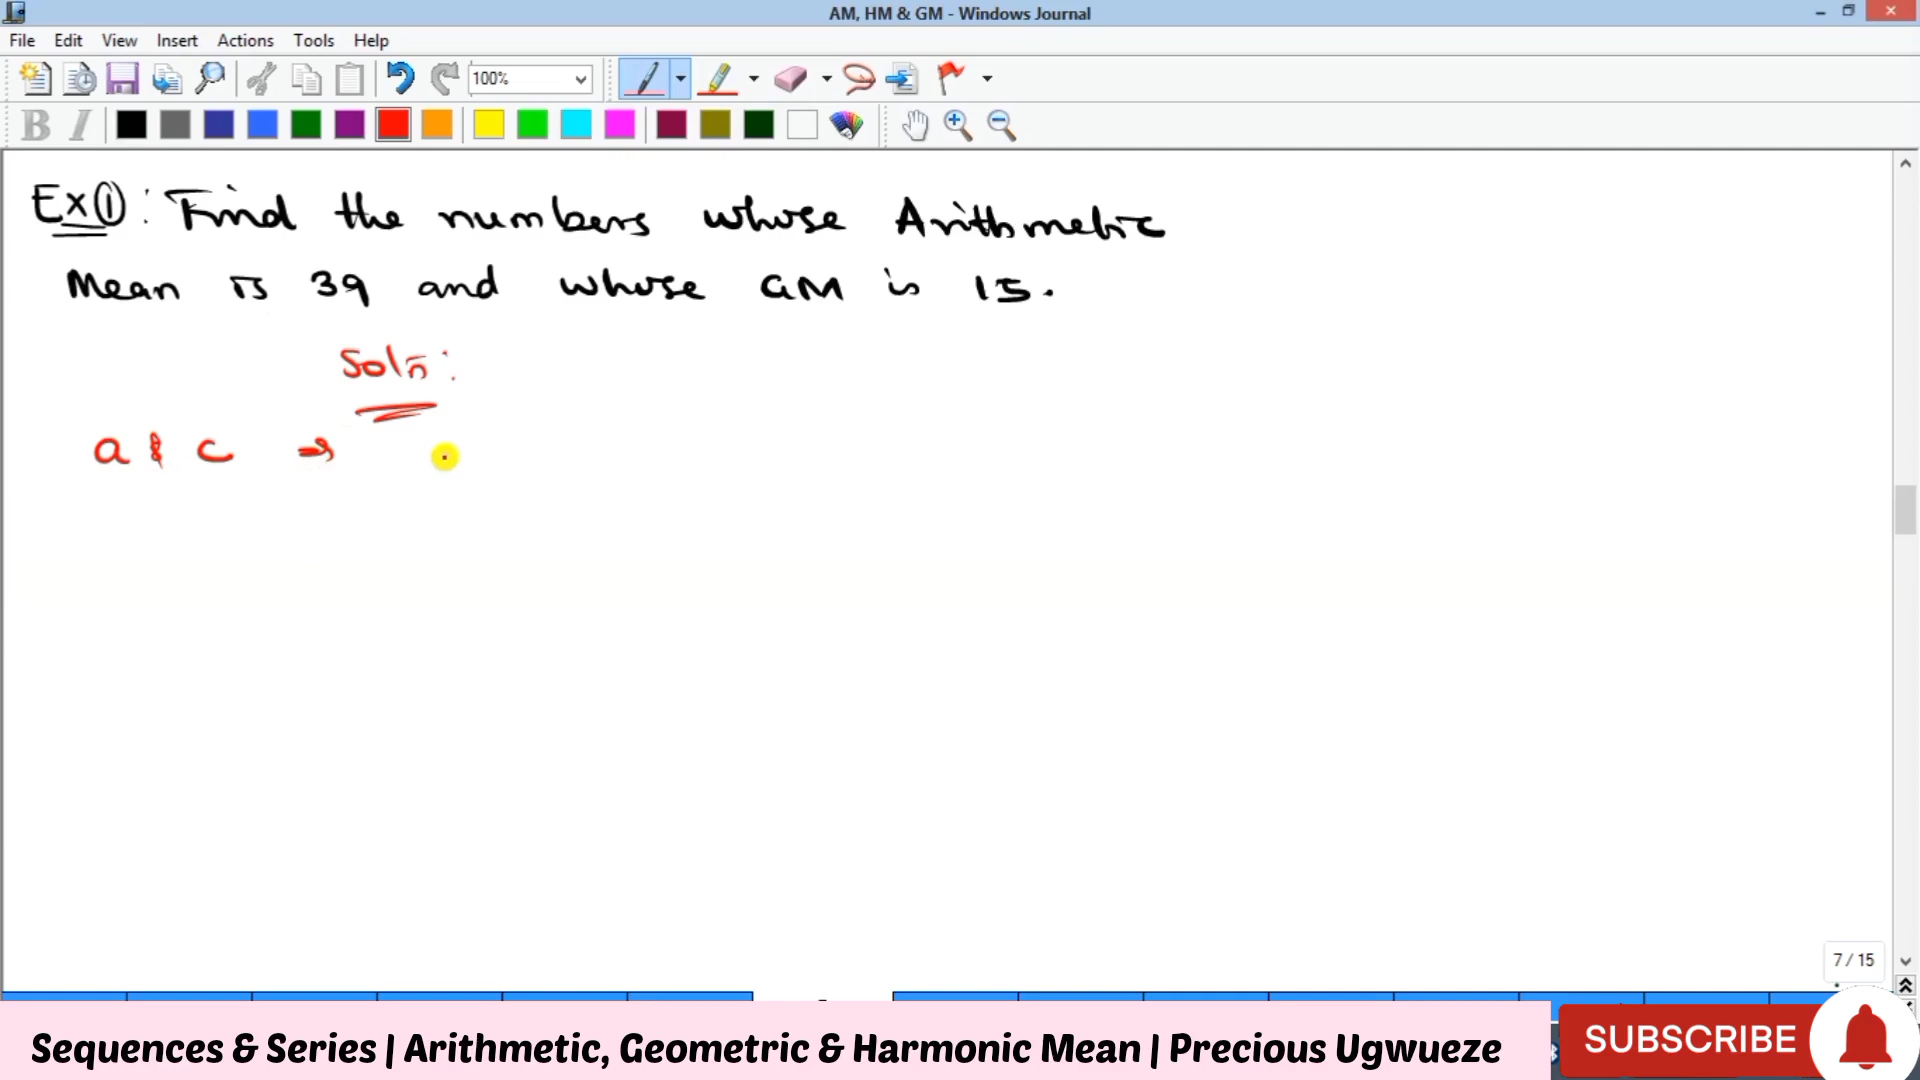 AM, HM & GM - Windows Journal
File Edit View Insert Actions Tools Help
100%
B I
Ex①: Find the numbers whose Arithmetic
Mean is 39 and whose GM is 15.
Soln:
a & c ⇒
7 / 15
Sequences & Series | Arithmetic, Geometric & Harmonic Mean | Precious Ugwueze
SUBSCRIBE